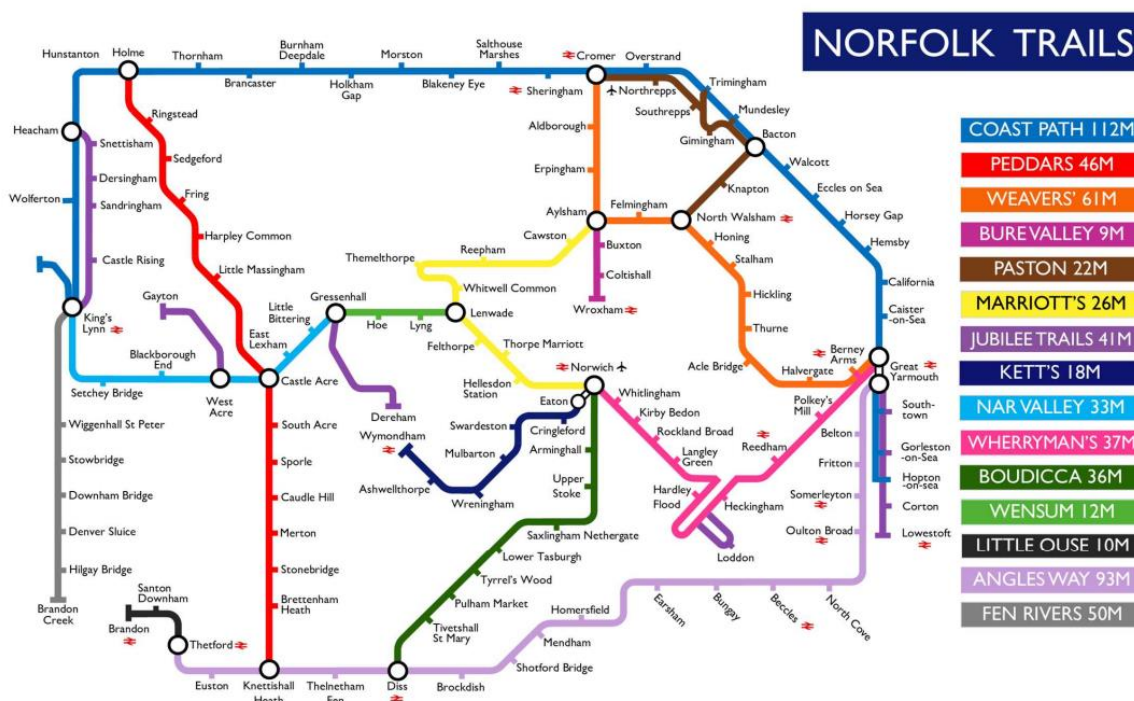 NORFOLK TRAILS
COAST PATH 112M
PEDDARS 46M
WEAVERS' 61M
BURE VALLEY 9M
PASTON 22M
MARRIOTT'S 26M
JUBILEE TRAILS 41M
KETT'S 18M
NAR VALLEY 33M
WHERRYMAN'S 37M
BOUDICCA 36M
WENSUM 12M
LITTLE OUSE 10M
ANGLES WAY 93M
FEN RIVERS 50M
Hunstanton
Holme
Thornham
Brancaster
Burnham
Deepdale
Holkham
Gap
Morston
Blakeney Eye
Salthouse
Marshes
Sheringham
Cromer
Overstrand
Northrepps
Southrepps
Trimingham
Mundesley
Gimingham
Bacton
Walcott
Eccles on Sea
Horsey Gap
Hemsby
California
Caister
-on-Sea
Knapton
North Walsham
Aldborough
Erpingham
Aylsham
Felmingham
Honing
Stalham
Hickling
Thurne
Acle Bridge
Halvergate
Berney
Arms
Great
Yarmouth
Buxton
Coltishall
Wroxham
Cawston
Reepham
Themelthorpe
Whitwell Common
Lenwade
Felthorpe
Thorpe Marriott
Hellesdon
Station
Norwich
Heacham
Snettisham
Dersingham
Sandringham
Wolferton
Castle Rising
King's
Lynn
Ringstead
Sedgeford
Fring
Harpley Common
Little Massingham
Gayton
East
Lexham
Little
Bittering
Gressenhall
Hoe
Lyng
Dereham
Blackborough
End
Setchey Bridge
West
Acre
Castle Acre
South Acre
Sporle
Caudle Hill
Merton
Stonebridge
Brettenham
Heath
Knettishall
Heath
Wiggenhall St Peter
Stowbridge
Downham Bridge
Denver Sluice
Hilgay Bridge
Brandon
Creek
Santon
Downham
Brandon
Thetford
Euston
Thelnetham
Fen
Diss
Brockdish
Shotford Bridge
Mendham
Homersfield
Earsham
Bungay
Beccles
North Cove
Oulton Broad
Somerleyton
Fritton
Belton
South-
town
Gorleston
-on-Sea
Hopton
-on-sea
Corton
Lowestoft
Eaton
Cringleford
Swardeston
Mulbarton
Wreningham
Ashwellthorpe
Wymondham
Arminghall
Upper
Stoke
Saxlingham Nethergate
Lower Tasburgh
Tyrrel's Wood
Pulham Market
Tivetshall
St Mary
Whitlingham
Kirby Bedon
Rockland Broad
Langley
Green
Hardley
Flood
Loddon
Heckingham
Reedham
Polkey's
Mill